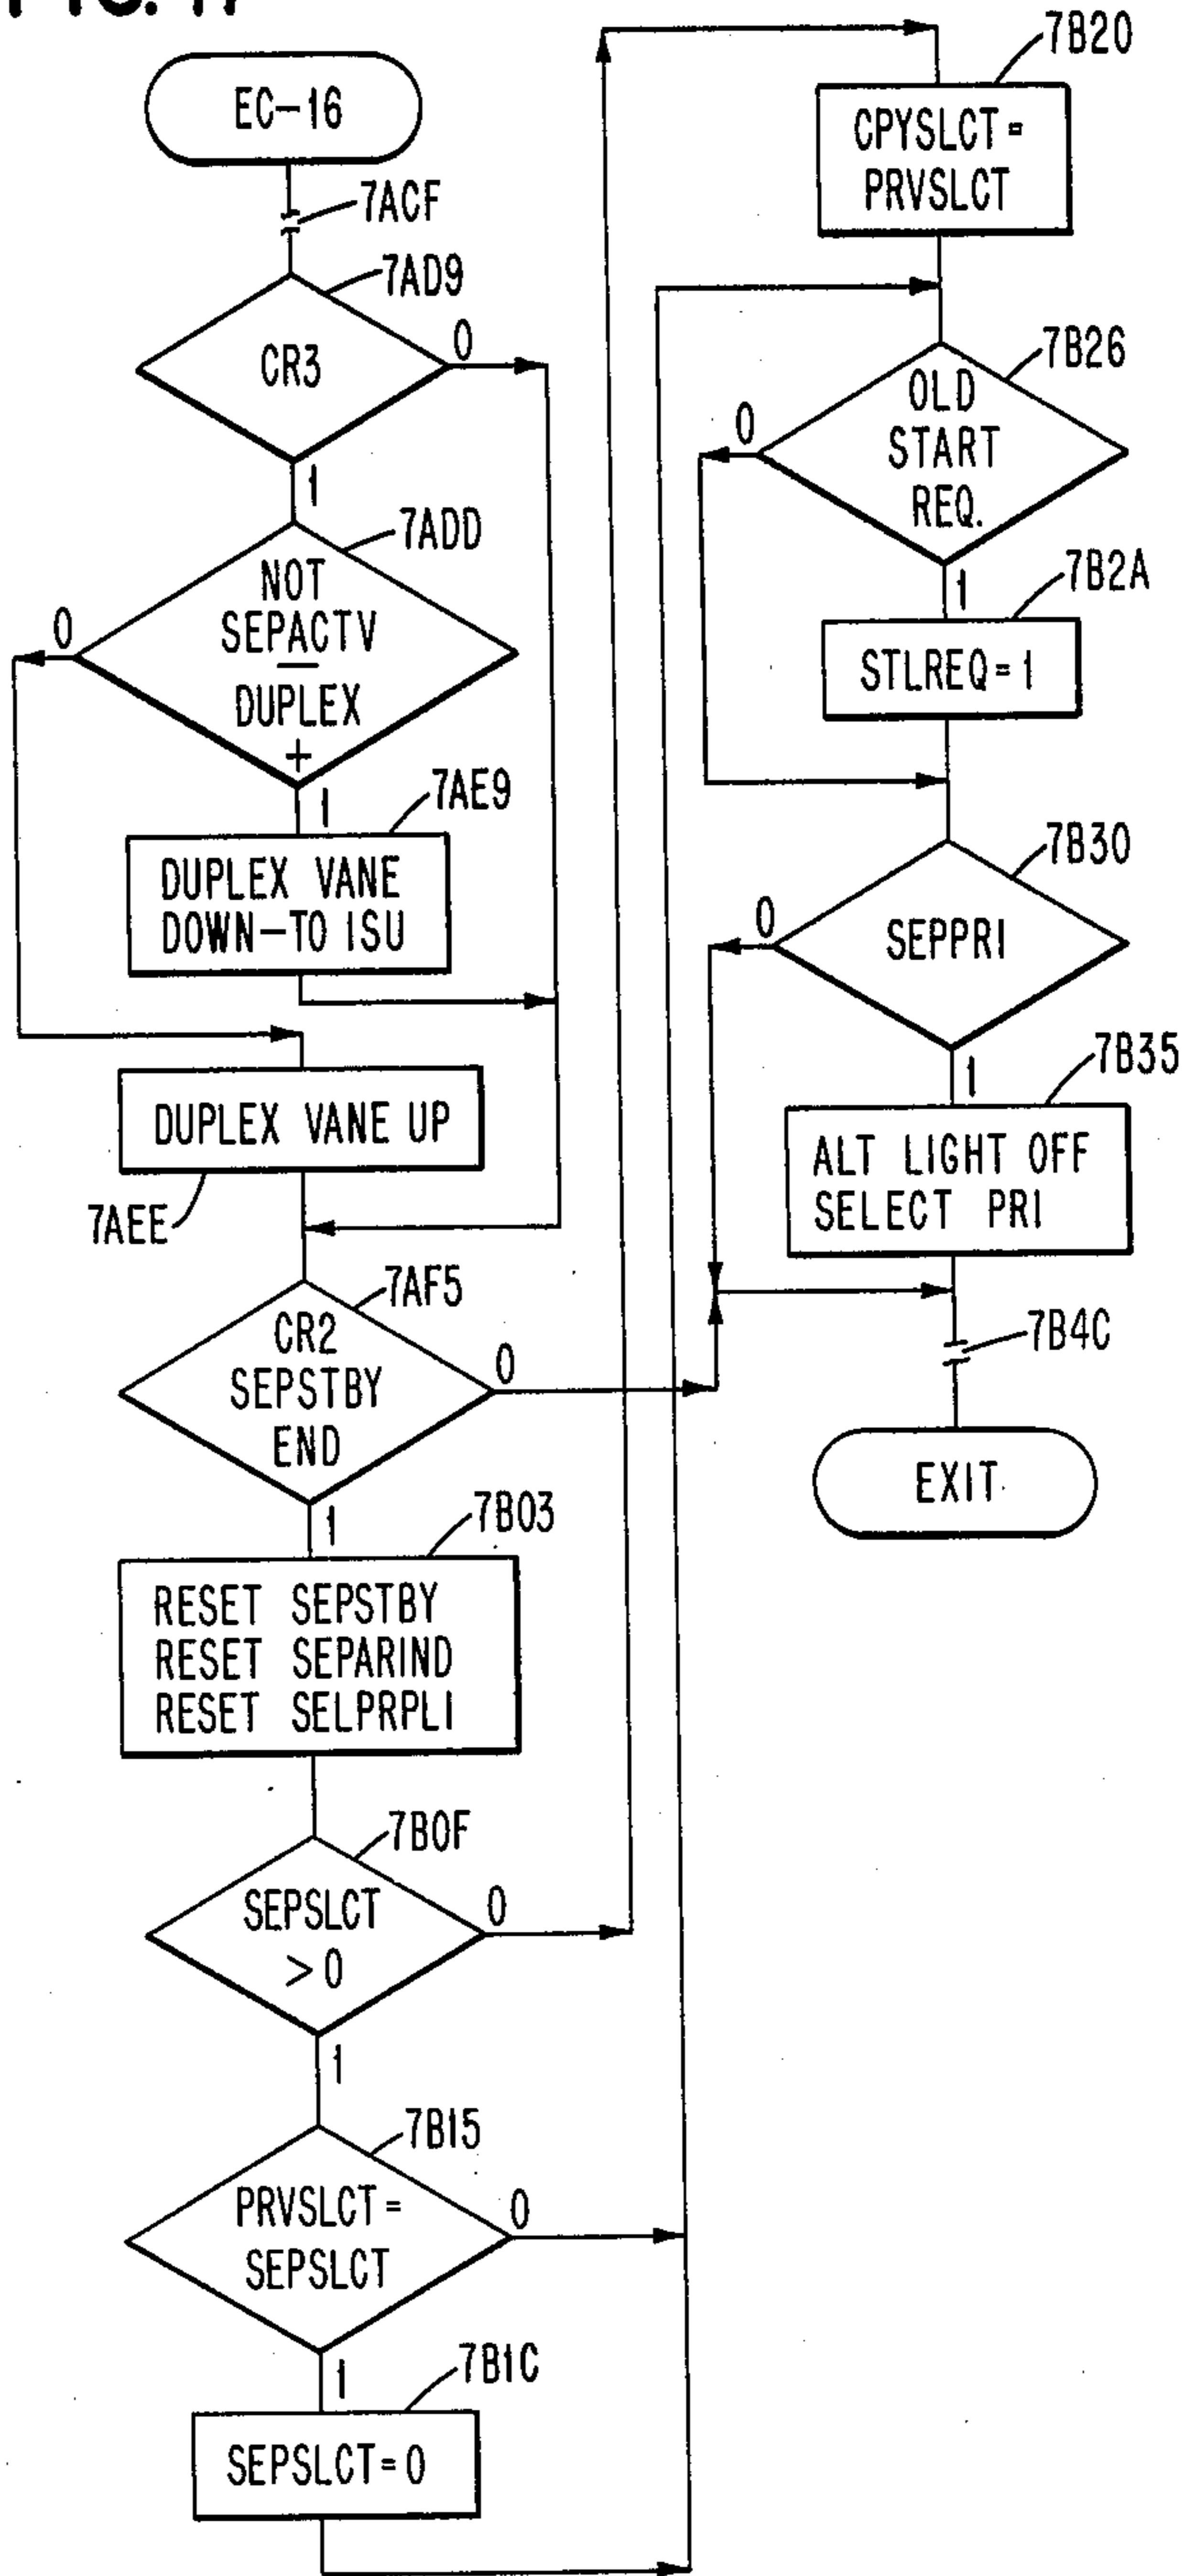 EC-16
7ACF
7AD9
CR3
0
1
7ADD
NOT
SEPACTV
—
DUPLEX
+
0
1
7AE9
DUPLEX VANE
DOWN-TO ISU
DUPLEX VANE UP
7AEE
7AF5
CR2
SEPSTBY
END
0
1
7B03
RESET SEPSTBY
RESET SEPARIND
RESET SELPRPLI
7B0F
SEPSLCT
>0
0
1
7B15
PRVSLCT=
SEPSLCT
0
1
7B1C
SEPSLCT=0
7B20
CPYSLCT=
PRVSLCT
7B26
OLD
START
REQ.
0
1
7B2A
STLREQ=1
7B30
SEPPRI
0
1
7B35
ALT LIGHT OFF
SELECT PRI
7B4C
EXIT